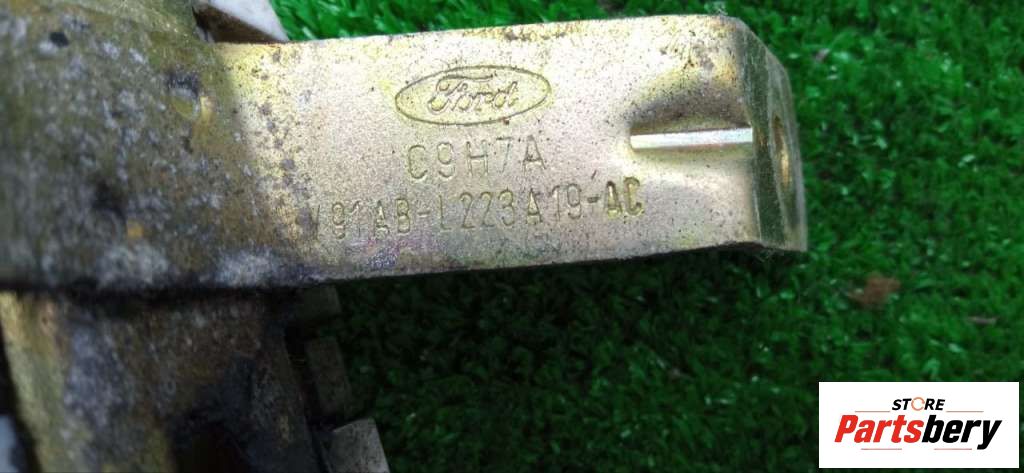 Ford
C9H7A
V91AB-L223A19-AC
STORE
Partsbery